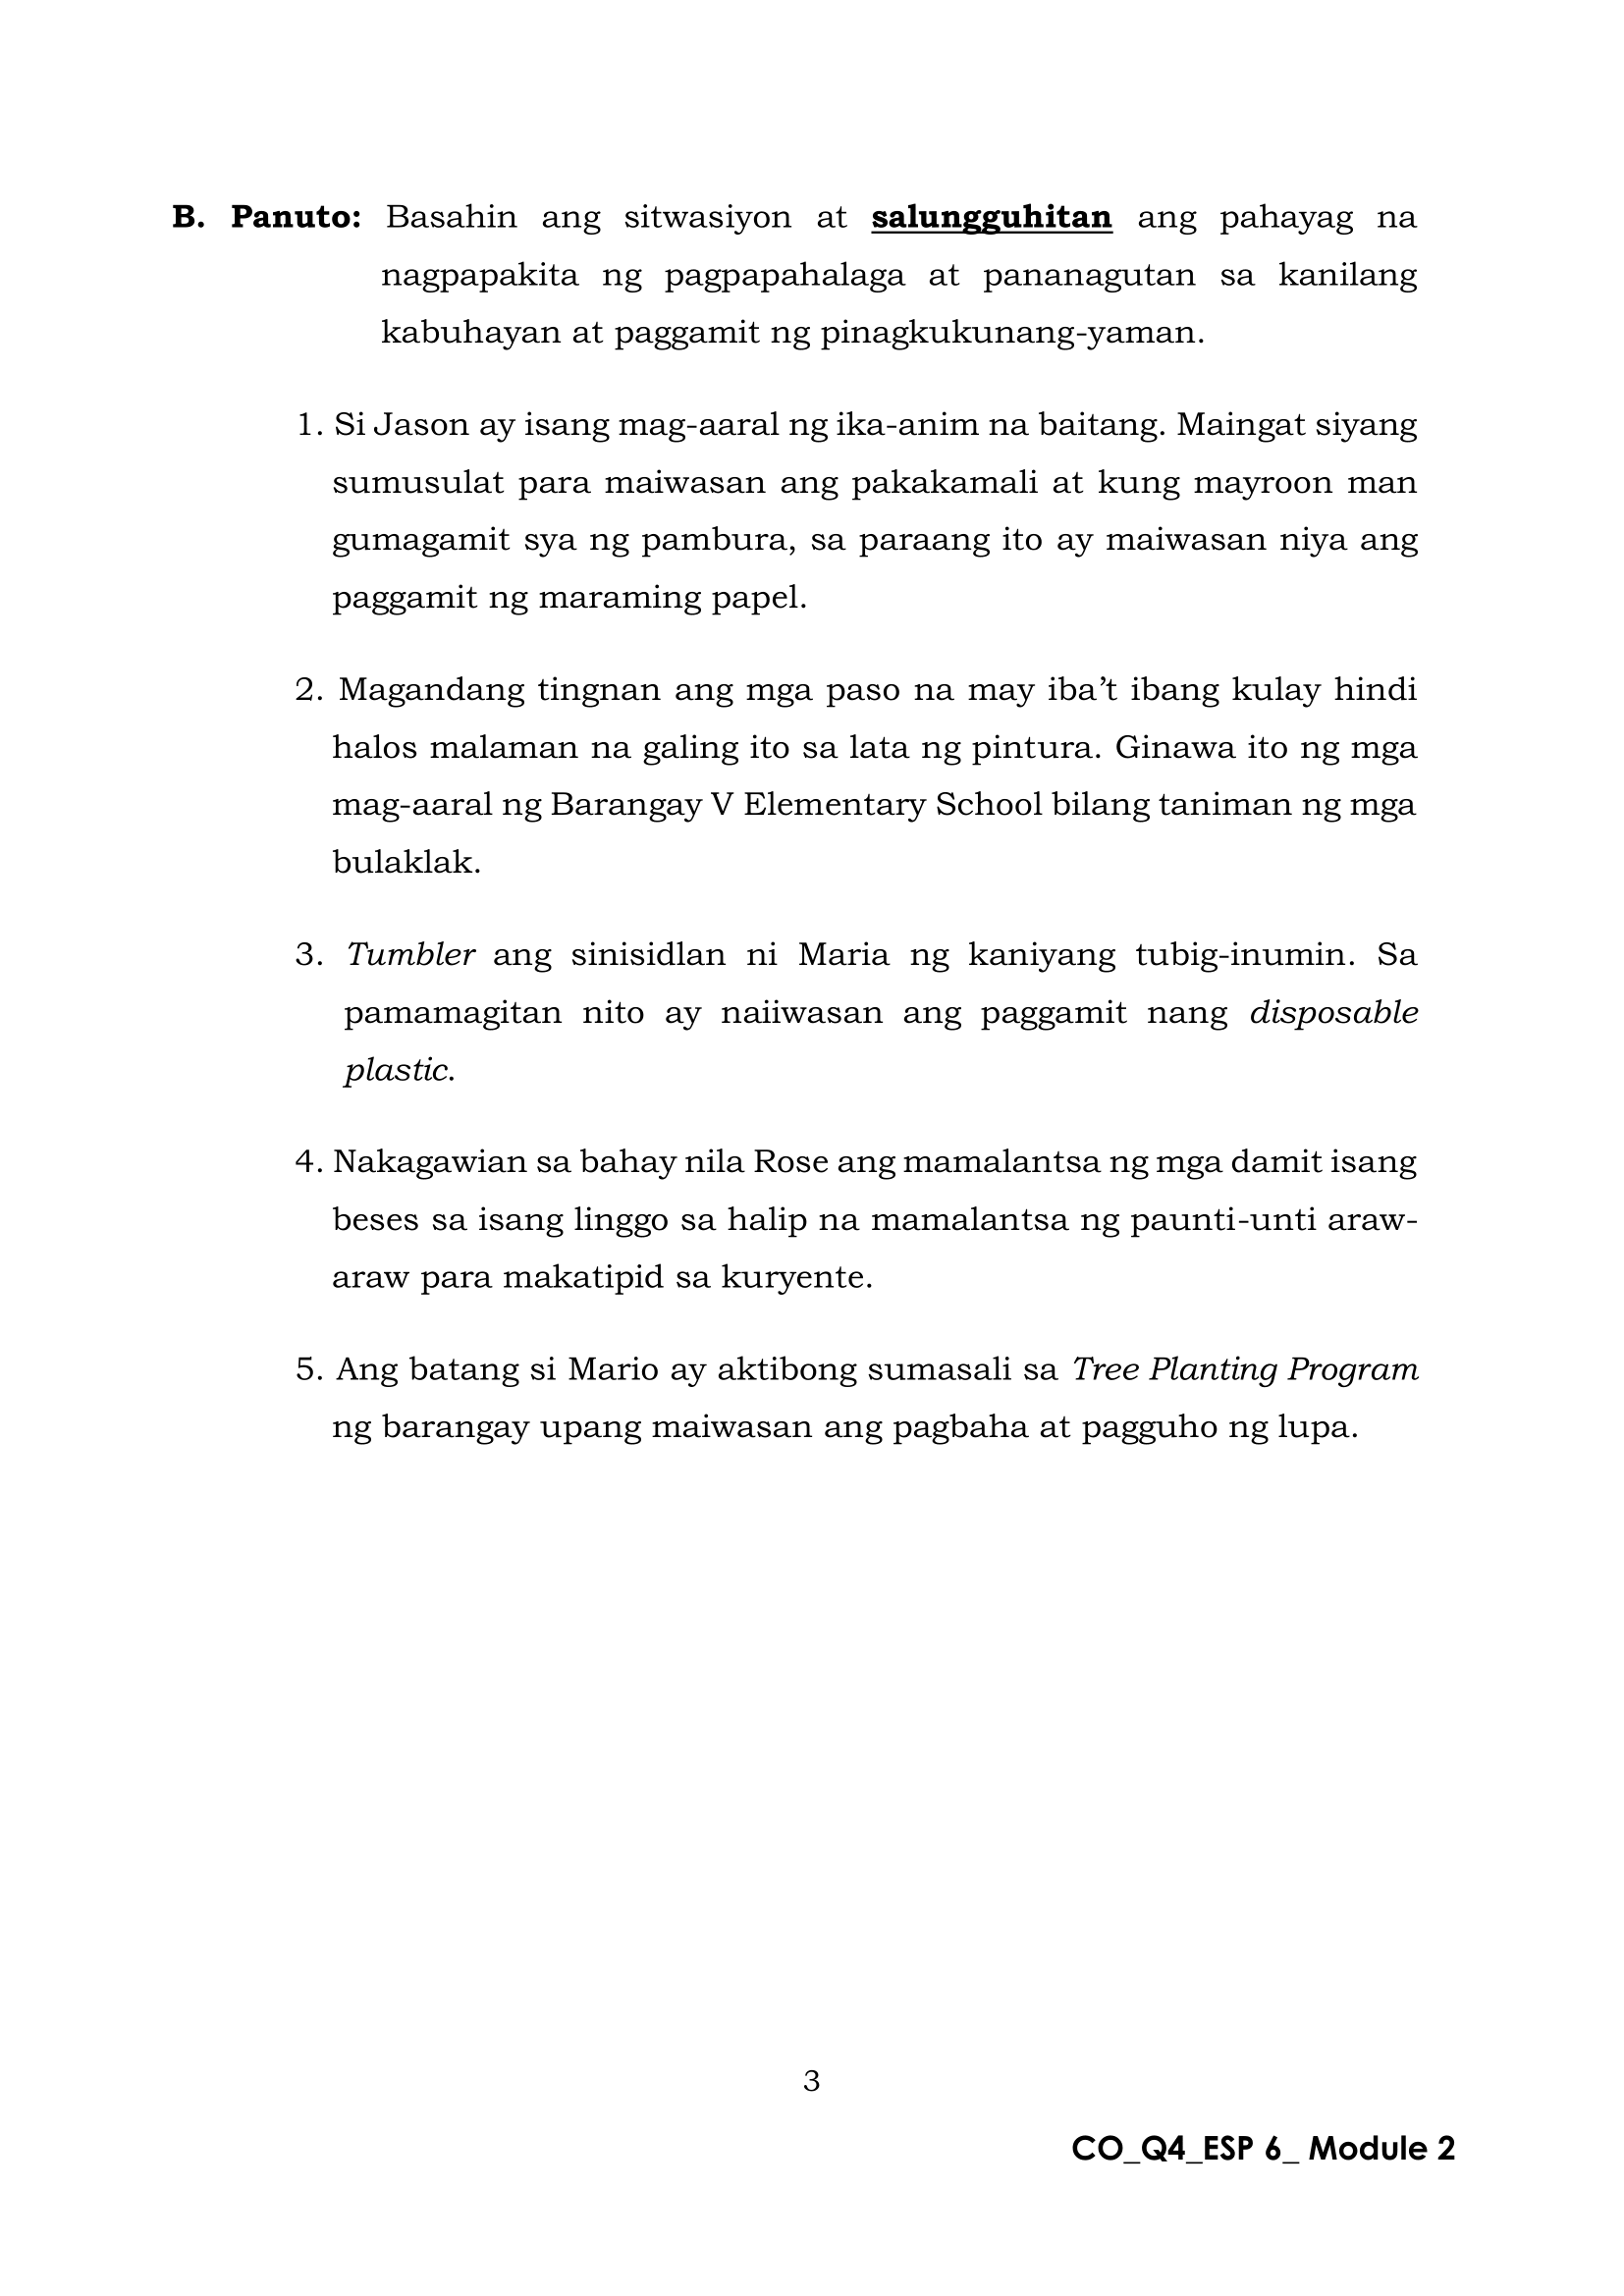 B. Panuto: Basahin ang sitwasiyon at salungguhitan ang pahayag na
nagpapakita ng pagpapahalaga at pananagutan sa kanilang
kabuhayan at paggamit ng pinagkukunang-yaman.
1. Si Jason ay isang mag-aaral ng ika-anim na baitang. Maingat siyang
sumusulat para maiwasan ang pakakamali at kung mayroon man
gumagamit sya ng pambura, sa paraang ito ay maiwasan niya ang
paggamit ng maraming papel.
2. Magandang tingnan ang mga paso na may iba’t ibang kulay hindi
halos malaman na galing ito sa lata ng pintura. Ginawa ito ng mga
mag-aaral ng Barangay V Elementary School bilang taniman ng mga
bulaklak.
3. Tumbler ang sinisidlan ni Maria ng kaniyang tubig-inumin. Sa
pamamagitan nito ay naiiwasan ang paggamit nang disposable
plastic.
4. Nakagawian sa bahay nila Rose ang mamalantsa ng mga damit isang
beses sa isang linggo sa halip na mamalantsa ng paunti-unti araw-
araw para makatipid sa kuryente.
5. Ang batang si Mario ay aktibong sumasali sa Tree Planting Program
ng barangay upang maiwasan ang pagbaha at pagguho ng lupa.
3
CO_Q4_ESP 6_ Module 2